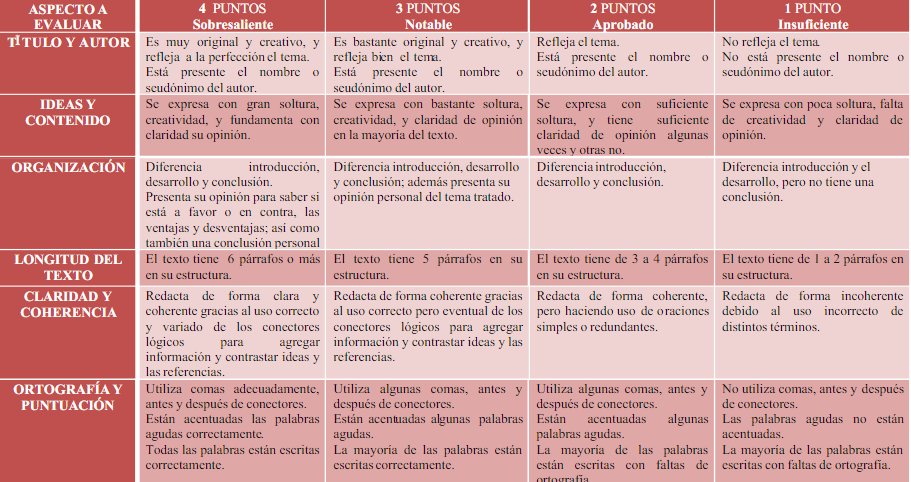 ASPECTO A
EVALUAR
4 PUNTOS
Sobresaliente
3 PUNTOS
Notable
2 PUNTOS
Aprobado
1 PUNTO
Insuficiente
TÍTULO Y AUTOR
Es muy original y creativo, y
refleja a la perfección el tema.
Está presente el nombre o
seudónimo del autor.
Es bastante original y creativo, y
refleja bien el tema.
Está presente el nombre o
seudónimo del autor.
Refleja el tema.
Está presente el nombre o
seudónimo del autor.
No refleja el tema.
No está presente el nombre o
seudónimo del autor.
IDEAS Y
CONTENIDO
Se expresa con gran soltura,
creatividad, y fundamenta con
claridad su opinión.
Se expresa con bastante soltura,
creatividad, y claridad de opinión
en la mayoría del texto.
Se expresa con suficiente
soltura, y tiene suficiente
claridad de opinión algunas
veces y otras no.
Se expresa con poca soltura, falta
de creatividad y claridad de
opinión.
ORGANIZACIÓN
Diferencia introducción,
desarrollo y conclusión.
Presenta su opinión para saber si
está a favor o en contra, las
ventajas y desventajas; así como
también una conclusión personal
Diferencia introducción, desarrollo
y conclusión; además presenta su
opinión personal del tema tratado.
Diferencia introducción,
desarrollo y conclusión.
Diferencia introducción y el
desarrollo, pero no tiene una
conclusión.
LONGITUD DEL
TEXTO
El texto tiene 6 párrafos o más
en su estructura.
El texto tiene 5 párrafos en su
estructura.
El texto tiene de 3 a 4 párrafos
en su estructura.
El texto tiene de 1 a 2 párrafos en
su estructura.
CLARIDAD Y
COHERENCIA
Redacta de forma clara y
coherente gracias al uso correcto
y variado de los conectores
lógicos para agregar
información y contrastar ideas y
las referencias.
Redacta de forma coherente gracias
al uso correcto pero eventual de los
conectores lógicos para agregar
información y contrastar ideas y las
referencias.
Redacta de forma coherente,
pero haciendo uso de oraciones
simples o redundantes.
Redacta de forma incoherente
debido al uso incorrecto de
distintos términos.
ORTOGRAFÍA Y
PUNTUACIÓN
Utiliza comas adecuadamente,
antes y después de conectores.
Están acentuadas las palabras
agudas correctamente.
Todas las palabras están escritas
correctamente.
Utiliza algunas comas, antes y
después de conectores.
Están acentuadas algunas palabras
agudas.
La mayoría de las palabras están
escritas correctamente.
Utiliza algunas comas, antes y
después de conectores.
Están acentuadas algunas
palabras agudas.
La mayoría de las palabras
están escritas con faltas de
ortografía
No utiliza comas, antes y después
de conectores.
Las palabras agudas no están
acentuadas.
La mayoría de las palabras están
escritas con faltas de ortografía.